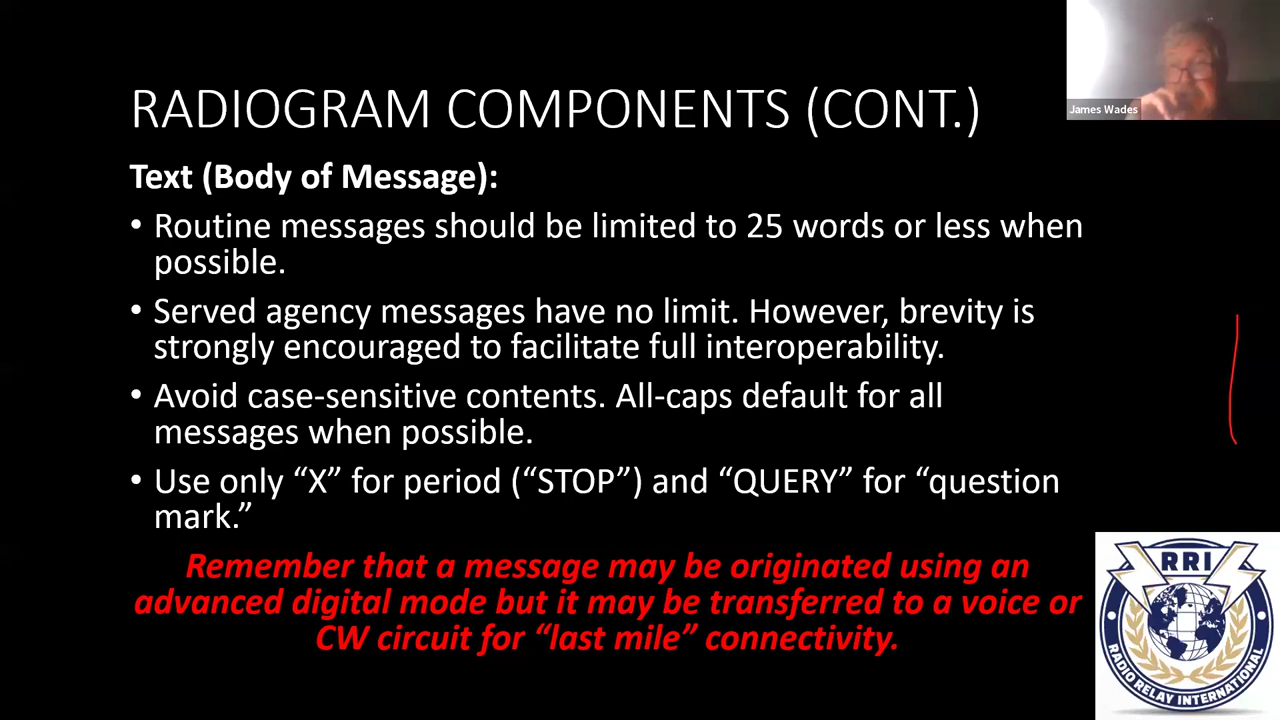 James Wades
RADIOGRAM COMPONENTS (CONT.)
Text (Body of Message):
• Routine messages should be limited to 25 words or less when
possible.
• Served agency messages have no limit. However, brevity is
strongly encouraged to facilitate full interoperability.
• Avoid case-sensitive contents. All-caps default for all
messages when possible.
• Use only “X” for period (“STOP”) and “QUERY” for “question
mark.”
Remember that a message may be originated using an
advanced digital mode but it may be transferred to a voice or
CW circuit for “last mile” connectivity.
RRI
RADIO RELAY INTERNATIONAL